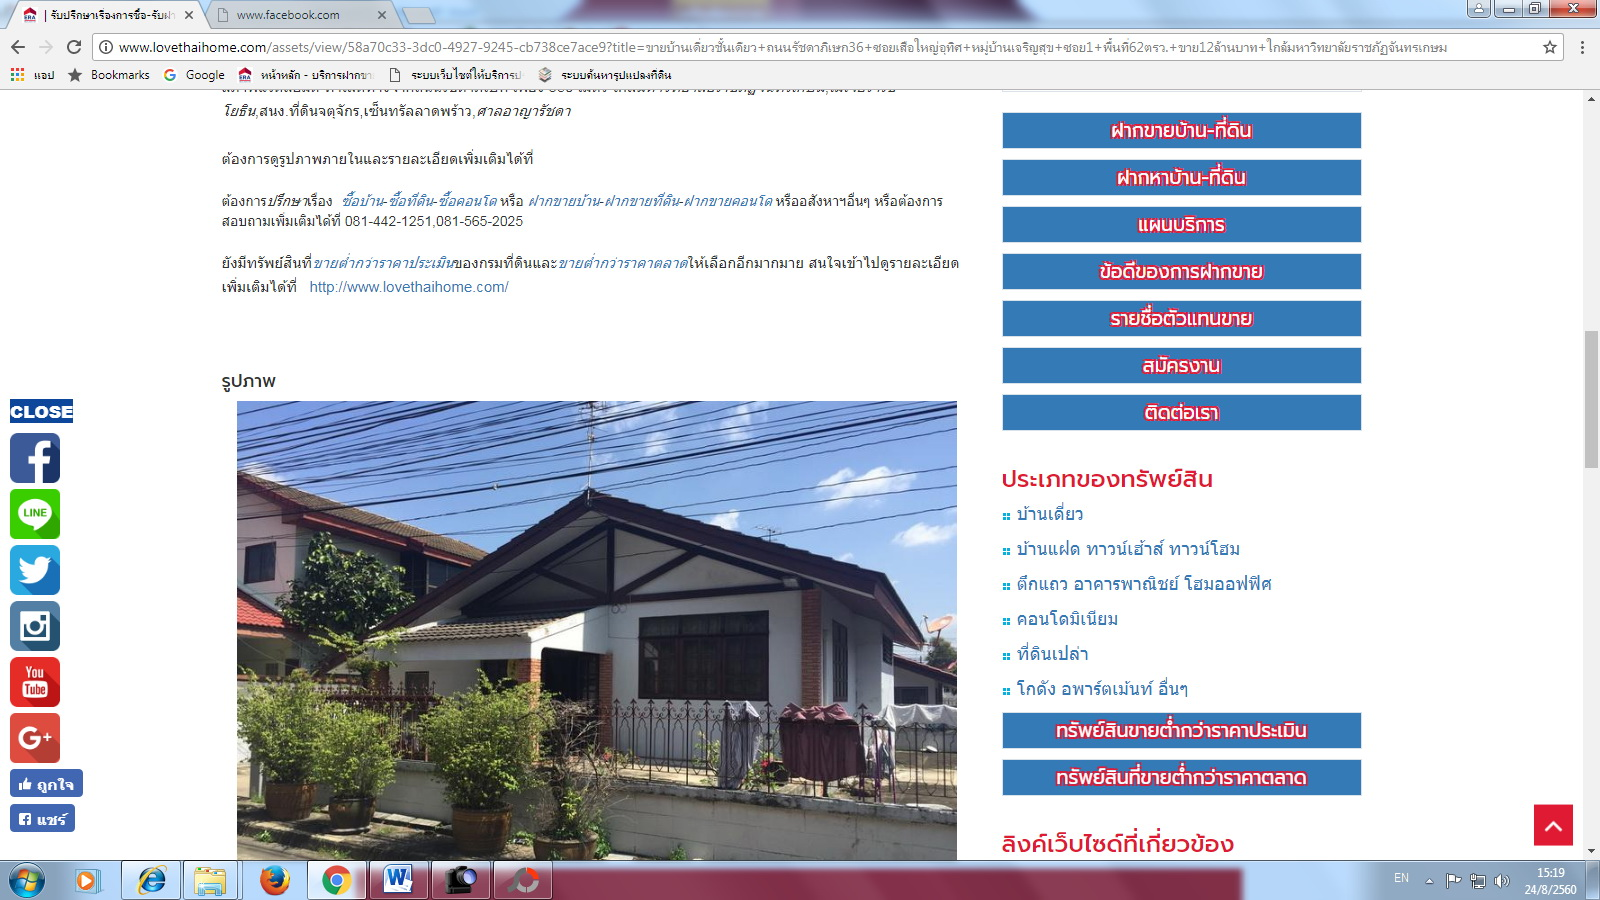 | รับปรึกษาเรื่องการซื้อ-รับฝา
www.facebook.com
www.lovethaihome.com/assets/view/58a70c33-3dc0-4927-9245-cb738ce7ace9?title=ขายบ้านเดี่ยวชั้นเดียว+ถนนรัชดาภิเษก36+ซอยเสือใหญ่อุทิศ+หมู่บ้านเจริญสุข+ซอย1+พื้นที่62ตรว.+ขาย12ล้านบาท+ใกล้มหาวิทยาลัยราชภัฏจันทรเกษม
แอป
Bookmarks
Google
หน้าหลัก - บริการฝากขา
ระบบเว็บไซต์ให้บริการป
ระบบค้นหารูปแปลงที่ดิน
โยธิน,สนง.ที่ดินจตุจักร,เซ็นทรัลลาดพร้าว,ศาลอาญารัชดา
ต้องการดูรูปภาพภายในและรายละเอียดเพิ่มเติมได้ที่
ต้องการปรึกษาเรื่อง ซื้อบ้าน-ซื้อที่ดิน-ซื้อคอนโด หรือ ฝากขายบ้าน-ฝากขายที่ดิน-ฝากขายคอนโด หรืออสังหาฯอื่นๆ หรือต้องการ
สอบถามเพิ่มเติมได้ที่ 081-442-1251,081-565-2025
ยังมีทรัพย์สินที่ขายต่ำกว่าราคาประเมินของกรมที่ดินและขายต่ำกว่าราคาตลาดให้เลือกอีกมากมาย สนใจเข้าไปดูรายละเอียด
เพิ่มเติมได้ที่ http://www.lovethaihome.com/
รูปภาพ
CLOSE
LINE
You
Tube
G+
ถูกใจ
แชร์
ฝากขายบ้าน-ที่ดิน
ฝากหาบ้าน-ที่ดิน
แผนบริการ
ข้อดีของการฝากขาย
รายชื่อตัวแทนขาย
สมัครงาน
ติดต่อเรา
ประเภทของทรัพย์สิน
บ้านเดี่ยว
บ้านแฝด ทาวน์เฮ้าส์ ทาวน์โฮม
ตึกแถว อาคารพาณิชย์ โฮมออฟฟิศ
คอนโดมิเนียม
ที่ดินเปล่า
โกดัง อพาร์ตเม้นท์ อื่นๆ
ทรัพย์สินขายต่ำกว่าราคาประเมิน
ทรัพย์สินที่ขายต่ำกว่าราคาตลาด
ลิงค์เว็บไซด์ที่เกี่ยวข้อง
EN
15:19
24/8/2560